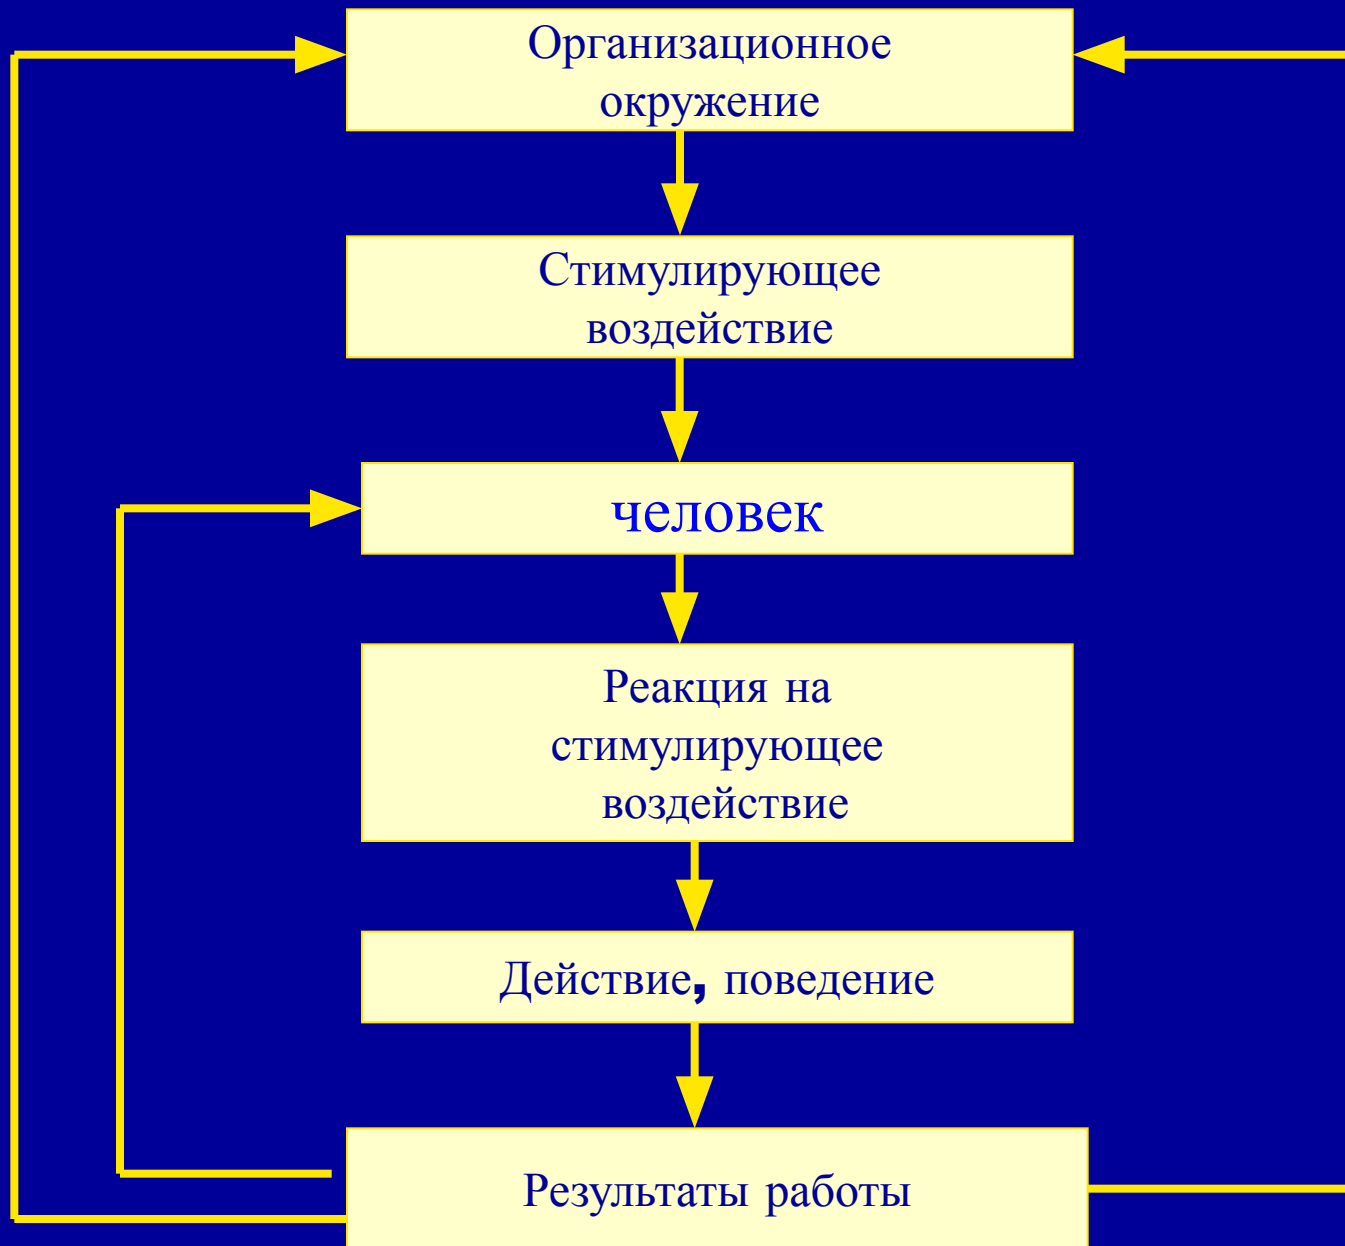 Организационное
окружение
Стимулирующее
воздействие
человек
Реакция на
стимулирующее
воздействие
Действие, поведение
Результаты работы